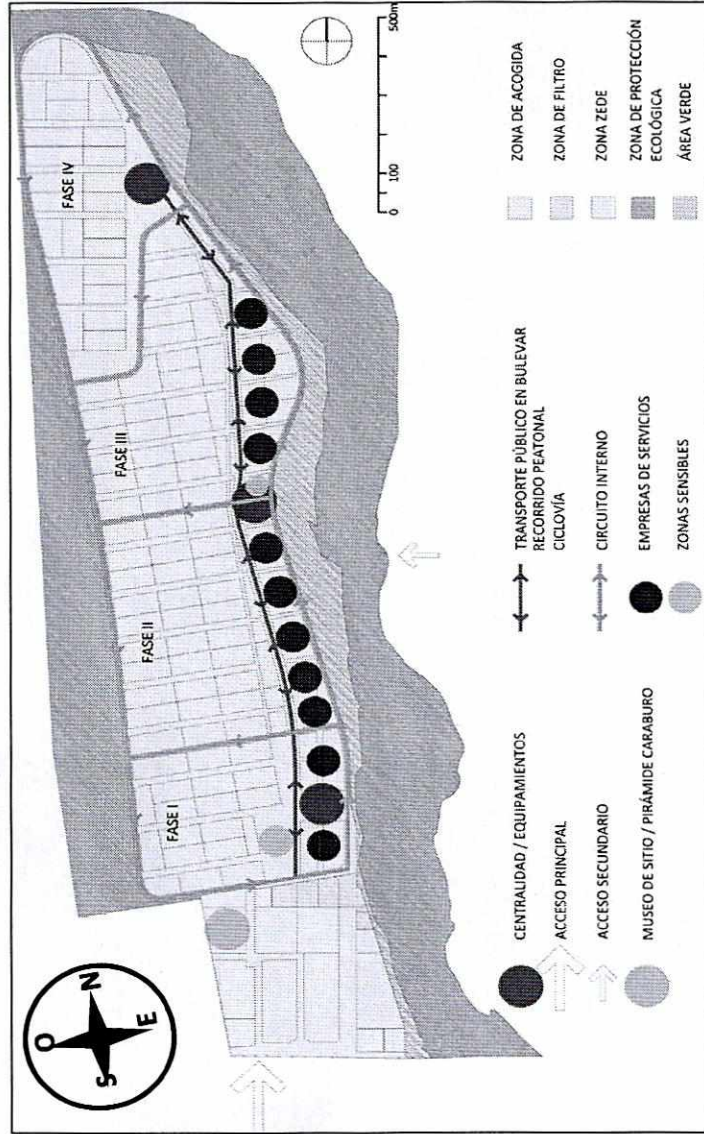 O
N
S
E
FASE I
FASE II
FASE III
FASE IV
0
100
500m
CENTRALIDAD / EQUIPAMIENTOS
ACCESO PRINCIPAL
ACCESO SECUNDARIO
MUSEO DE SITIO / PIRÁMIDE CARABURO
TRANSPORTE PÚBLICO EN BULEVAR
RECORRIDO PEATONAL
CICLOVÍA
CIRCUITO INTERNO
EMPRESAS DE SERVICIOS
ZONAS SENSIBLES
ZONA DE ACOGIDA
ZONA DE FILTRO
ZONA ZEDE
ZONA DE PROTECCIÓN
ECOLÓGICA
ÁREA VERDE